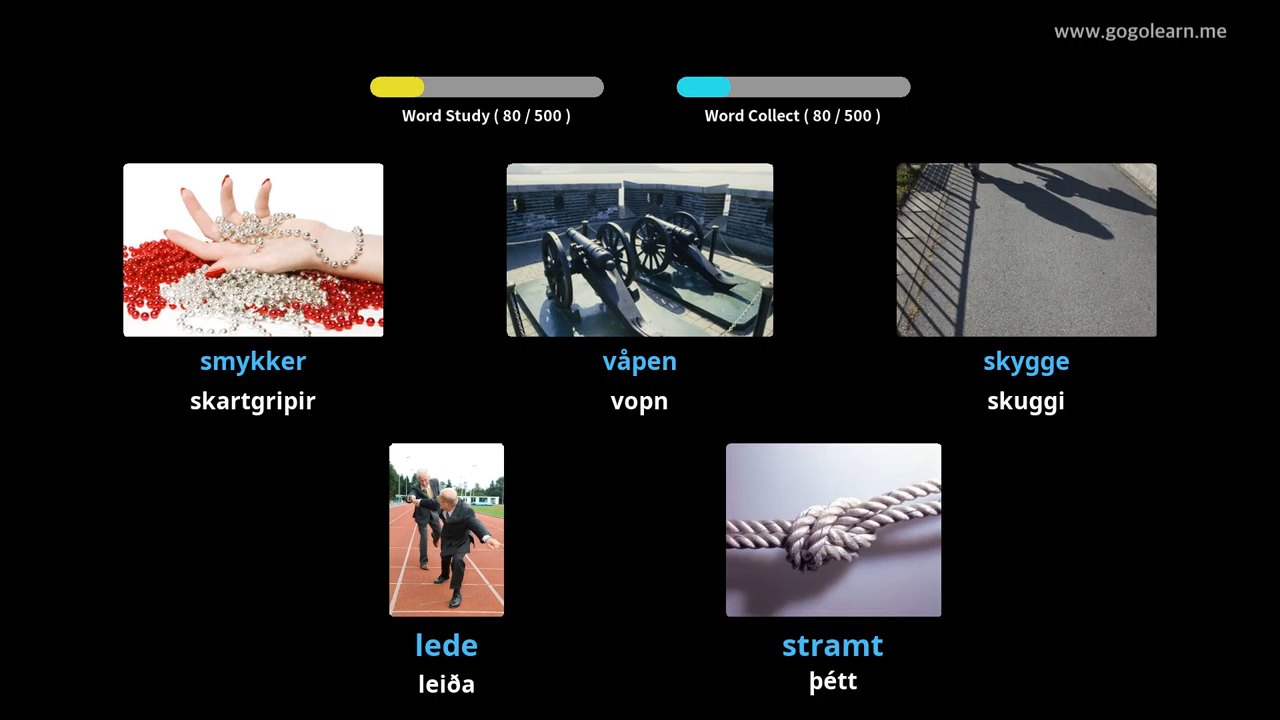 www.gogolearn.me
Word Study ( 80 / 500 )
Word Collect ( 80 / 500 )
smykker
våpen
skygge
skartgripir
vopn
skuggi
lede
stramt
leiða
þétt